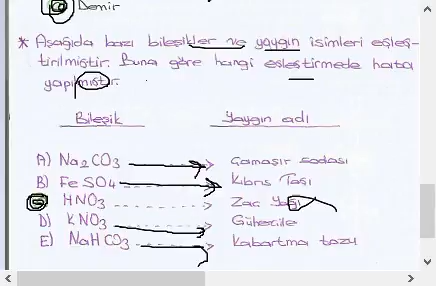 Demir
* Aşağıda bazı bileşikler ve yaygın isimleri eşleş-
tirilmiştir. Buna göre hangi eşleştirmede hata
yapılmıştır.
Bileşik Yaygın adı
A) Na2CO3 → Çamaşır sodası
B) FeSO4 → Kıbrıs Taşı
C) HNO3 → Zaç Yağı
D) KNO3 → Güherçile
E) NaHCO3 → Kabartma tozu